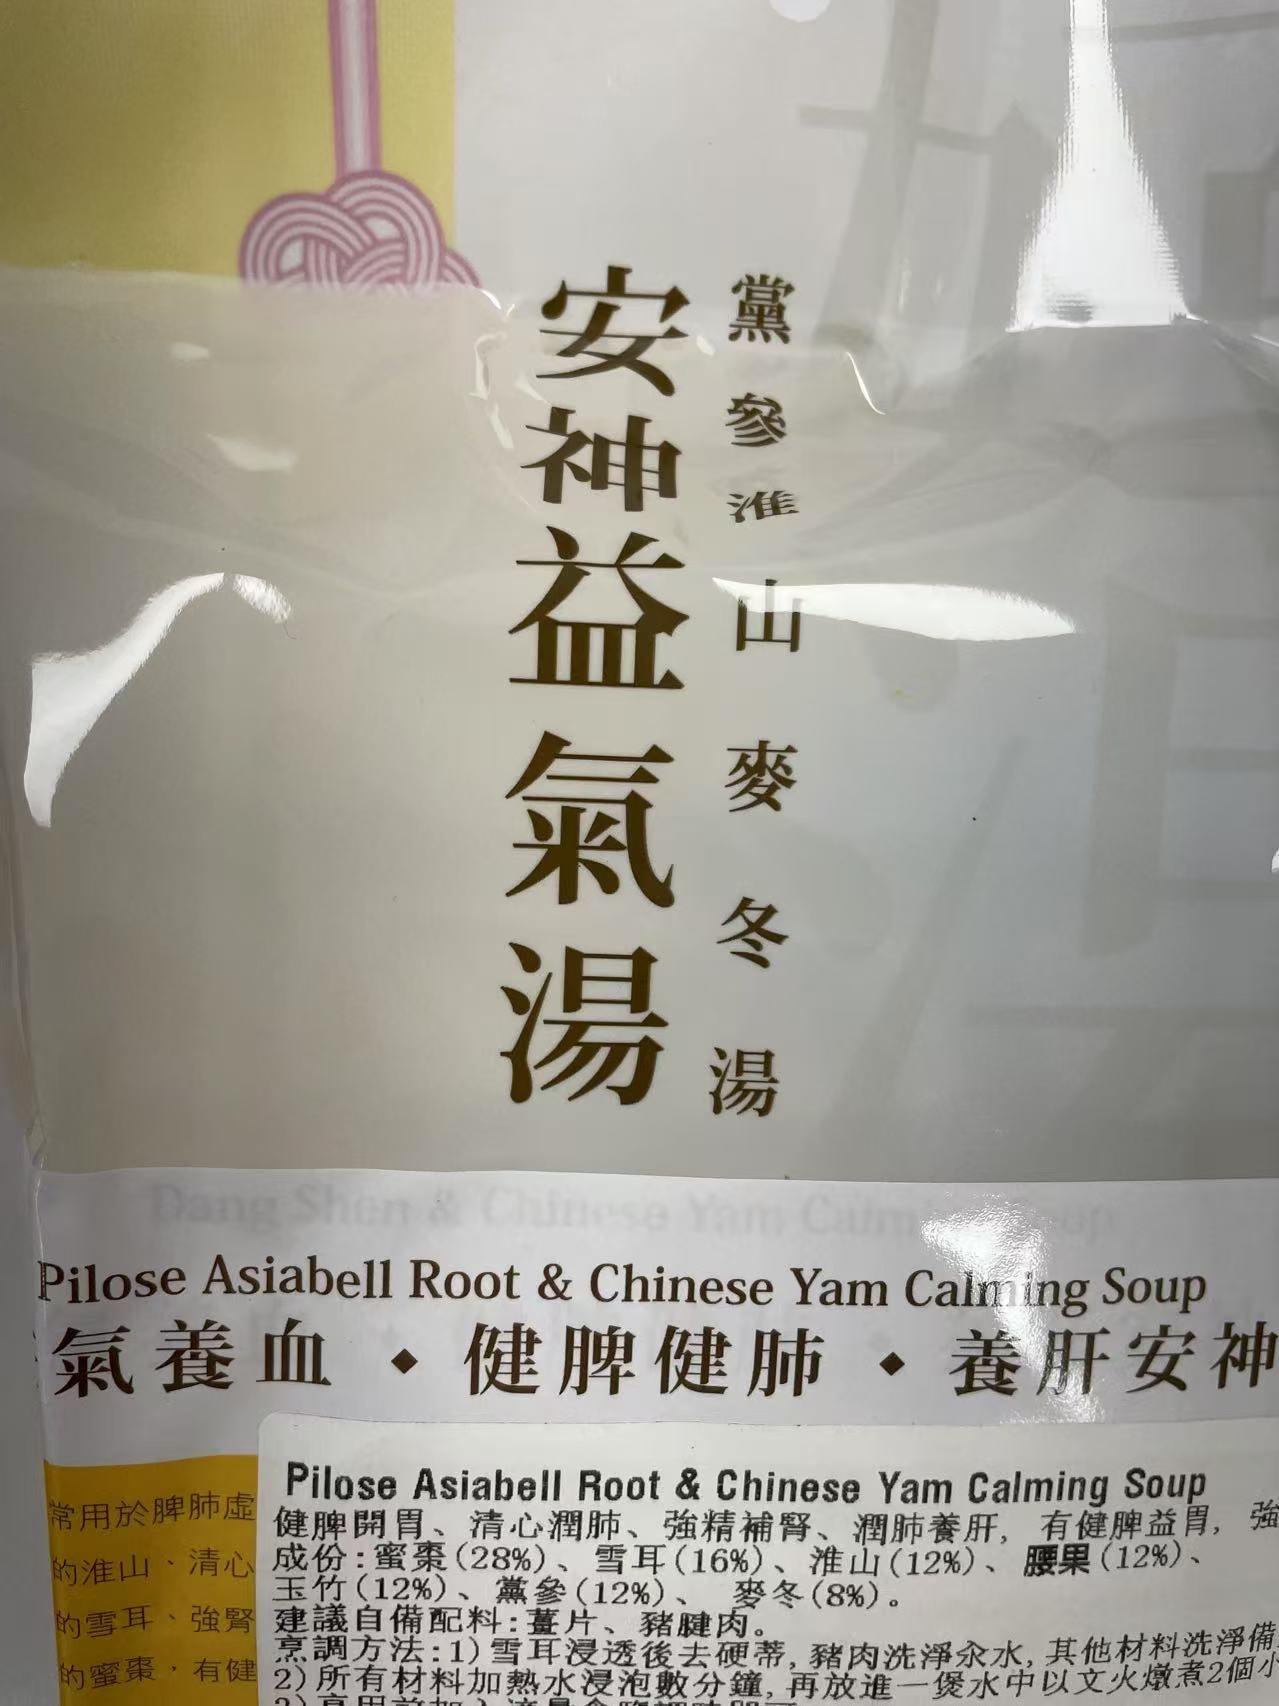 黨參淮山麥冬湯
安神益氣湯
Dang Shen & Chinese Yam Calming Soup
Pilose Asiabell Root & Chinese Yam Calming Soup
氣養血 ◆ 健脾健肺 ◆ 養肝安神
Pilose Asiabell Root & Chinese Yam Calming Soup
健脾開胃、清心潤肺、強精補腎、潤肺養肝, 有健脾益胃, 強
成份:蜜棗(28%)、雪耳(16%)、淮山(12%)、腰果(12%)、
玉竹(12%)、黨參(12%)、 麥冬(8%)。
建議自備配料:薑片、豬腱肉。
烹調方法:1)雪耳浸透後去硬蒂, 豬肉洗淨汆水, 其他材料洗淨備
2)所有材料加熱水浸泡數分鐘, 再放進一煲水中以文火燉煮2個小
常用於脾肺虛
的淮山、清心
的雪耳、強腎
的蜜棗，有健